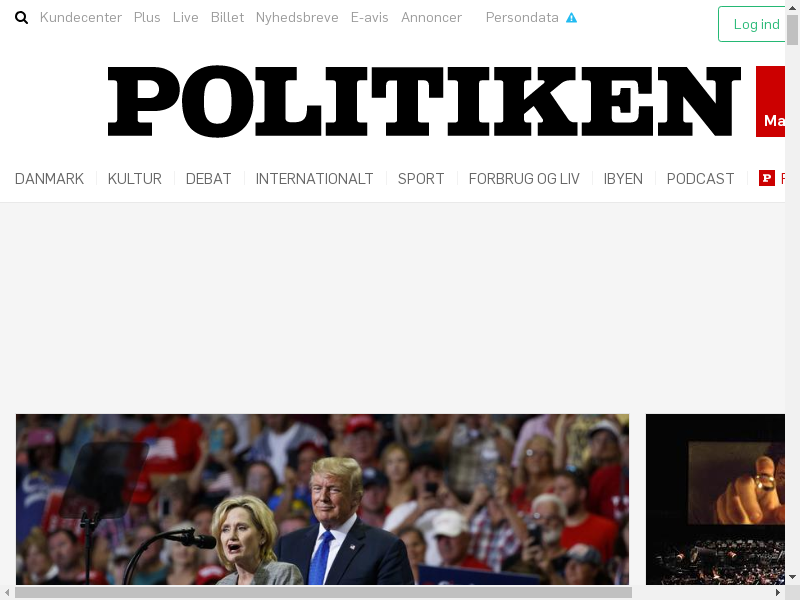 Kundecenter Plus Live Billet Nyhedsbreve E-avis Annoncer Persondata
Log ind
POLITIKEN
Ma
DANMARK KULTUR DEBAT INTERNATIONALT SPORT FORBRUG OG LIV IBYEN PODCAST P